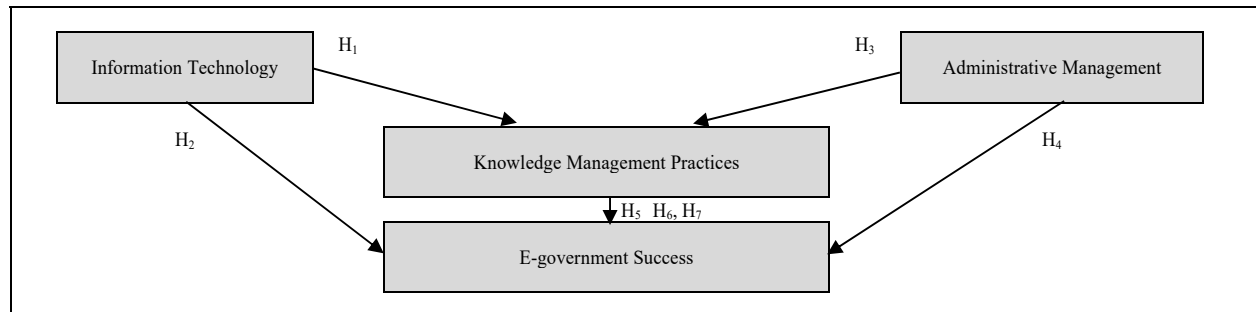 H₁ H₃
Information Technology Administrative Management
H₂ H₄
Knowledge Management Practices
H₅ H₆, H₇
E-government Success